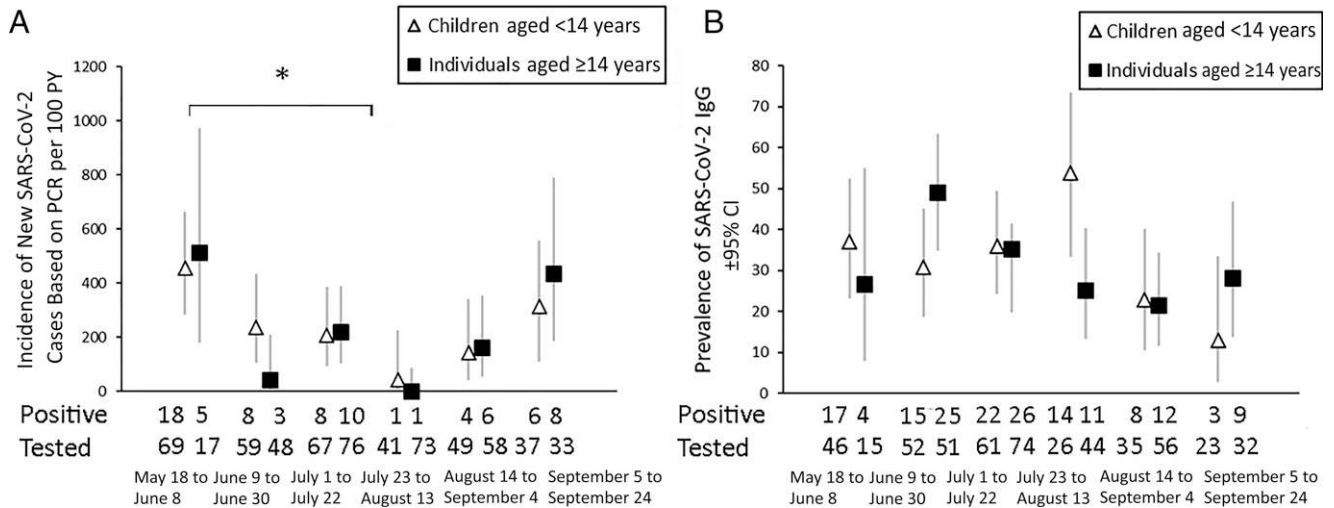 A
△ Children aged <14 years
■ Individuals aged ≥14 years
Incidence of New SARS-CoV-2
Cases Based on PCR per 100 PY
1200
1000
800
600
400
200
0
*
Positive 18 5 8 3 8 10 1 1 4 6 6 8
Tested 69 17 59 48 67 76 41 73 49 58 37 33
May 18 to June 9 to July 1 to July 23 to August 14 to September 5 to
June 8 June 30 July 22 August 13 September 4 September 24
B
△ Children aged <14 years
■ Individuals aged ≥14 years
Prevalence of SARS-CoV-2 IgG
±95% CI
80
70
60
50
40
30
20
10
0
17 4 15 25 22 26 14 11 8 12 3 9
46 15 52 51 61 74 26 44 35 56 23 32
May 18 to June 9 to July 1 to July 23 to August 14 to September 5 to
June 8 June 30 July 22 August 13 September 4 September 24